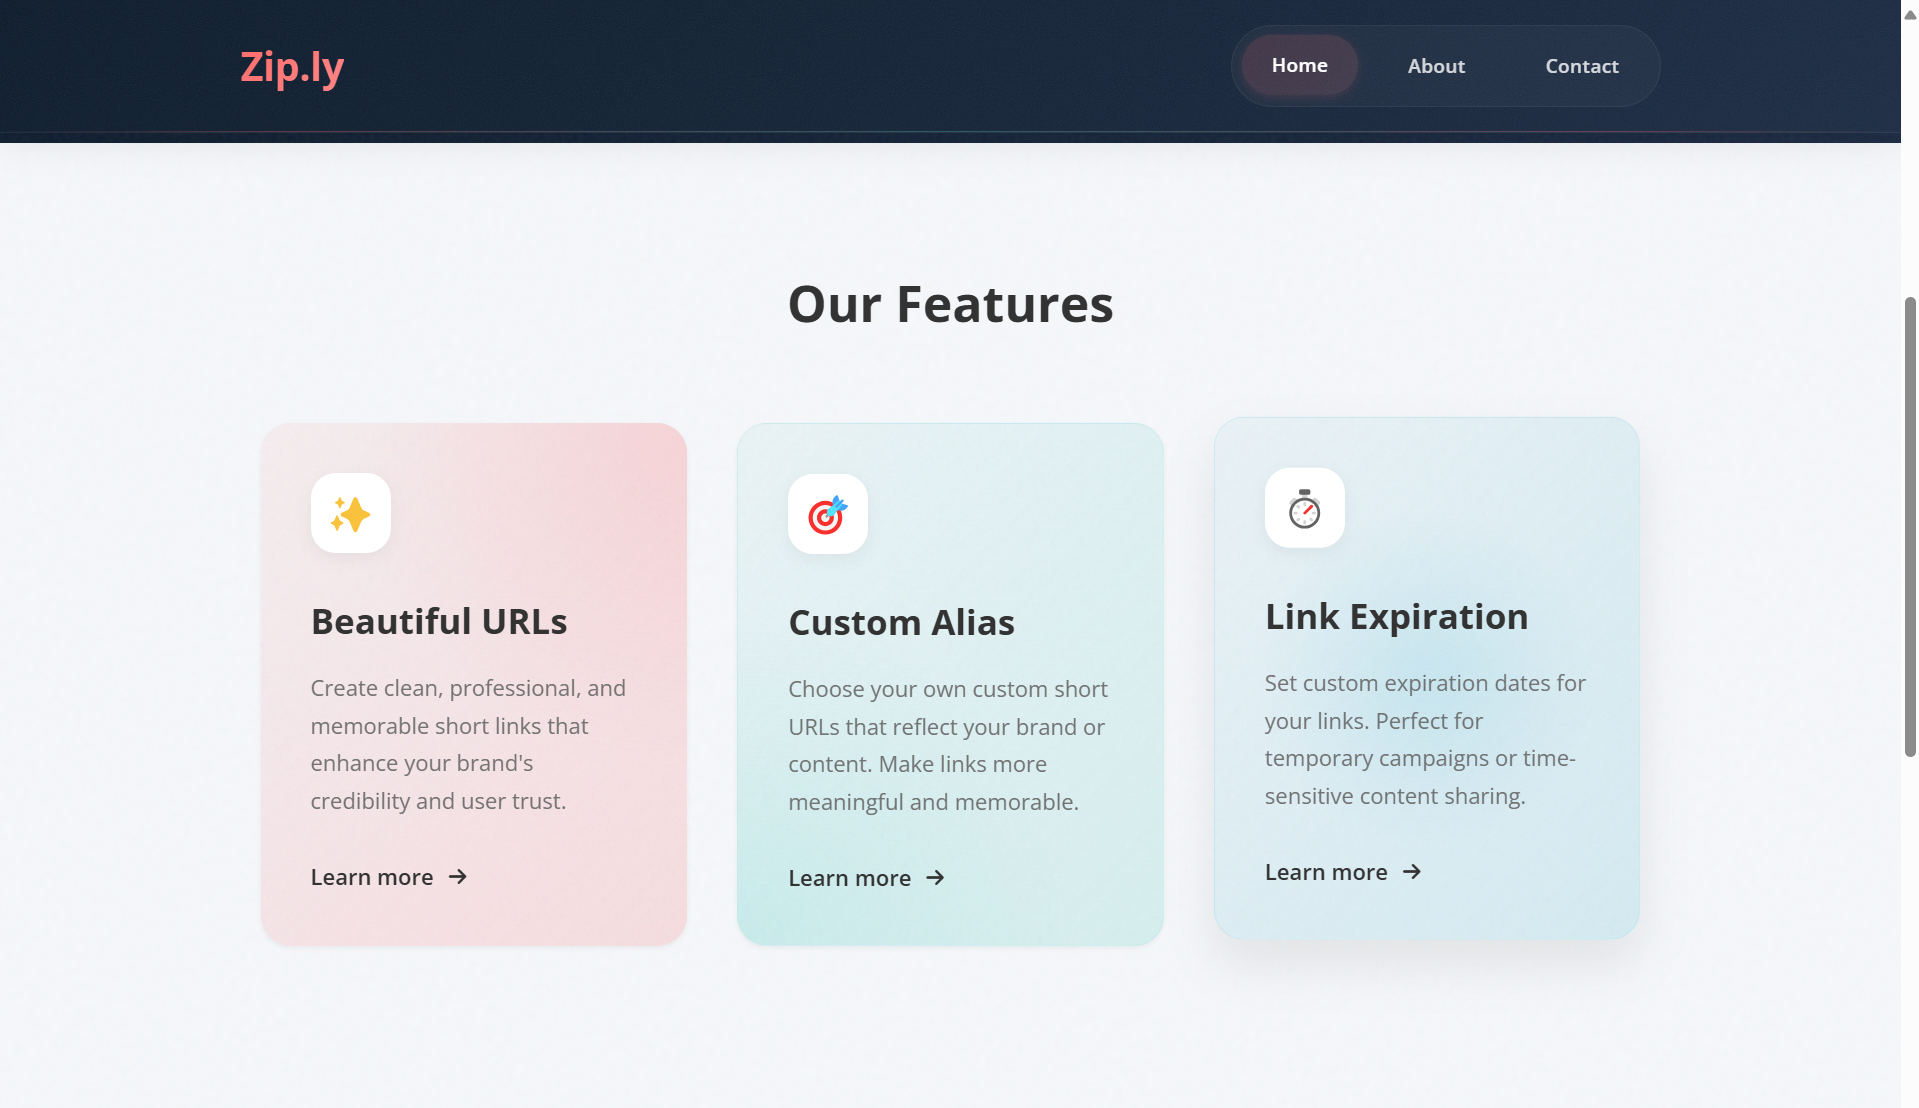 Zip.ly
Home
About
Contact
Our Features
Beautiful URLs
Create clean, professional, and
memorable short links that
enhance your brand's
credibility and user trust.
Learn more →
Custom Alias
Choose your own custom short
URLs that reflect your brand or
content. Make links more
meaningful and memorable.
Learn more →
Link Expiration
Set custom expiration dates for
your links. Perfect for
temporary campaigns or time-
sensitive content sharing.
Learn more →